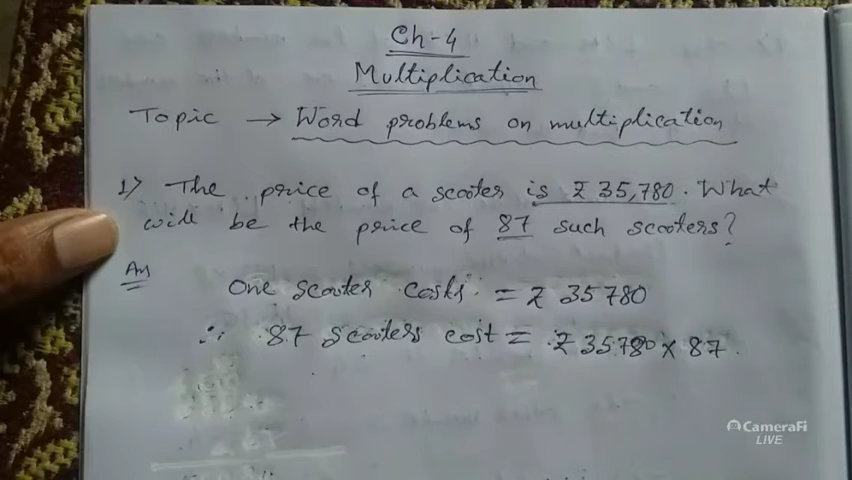 Ch-4
Multiplication
Topic → Word problems on multiplication
1) The price of a scooter is ₹ 35,780. What
will be the price of 87 such scooters?
Ans
One scooter costs = ₹ 35780
∴ 87 scooters cost = ₹ 35780 × 87.
CameraFi
LIVE